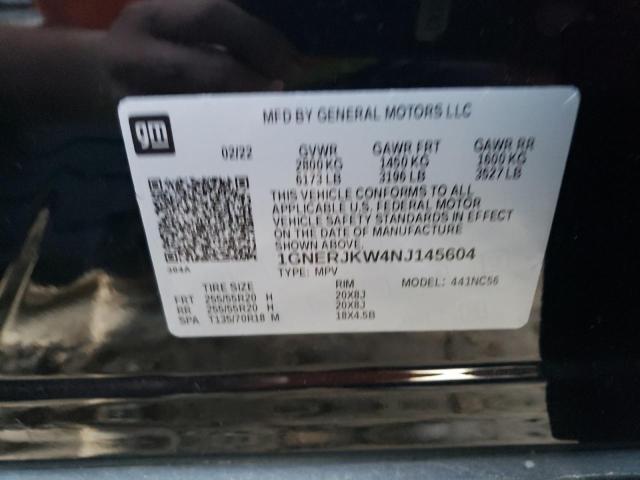 gm
MFD BY GENERAL MOTORS LLC
02/22 GVWR GAWR FRT GAWR RR
2800 KG 1450 KG 1600 KG
6173 LB 3196 LB 3527 LB
THIS VEHICLE CONFORMS TO ALL
APPLICABLE U.S. FEDERAL MOTOR
VEHICLE SAFETY STANDARDS IN EFFECT
ON THE DATE OF MANUFACTURE
SHOWN ABOVE.
1GNERJKW4NJ145604
TYPE: MPV MODEL: 441NC56
384A
TIRE SIZE RIM
FRT 255/55R20 H 20X8J
RR 255/55R20 H 20X8J
SPA T135/70R18 M 18X4.5B